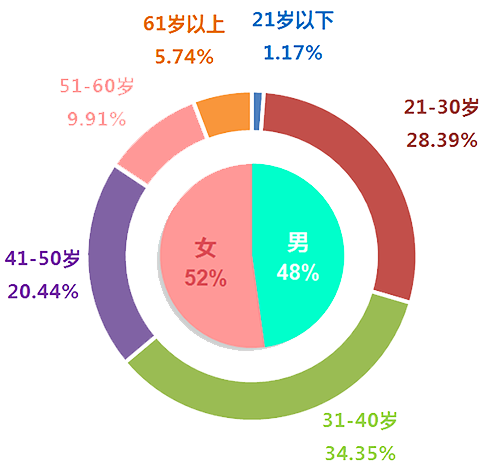 61岁以上
5.74%
21岁以下
1.17%
51-60岁
9.91%
21-30岁
28.39%
女
52%
男
48%
41-50岁
20.44%
31-40岁
34.35%